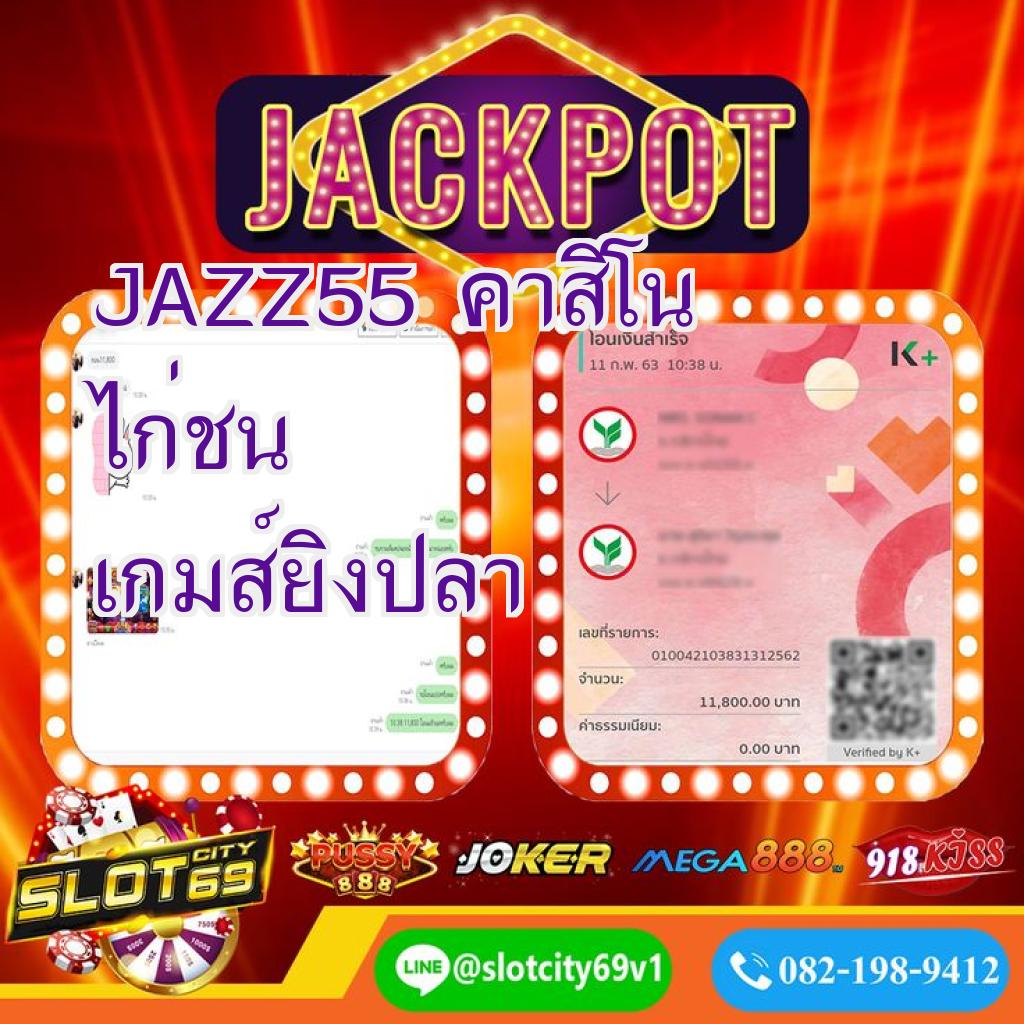 JACKPOT
JAZZ55 คาสิโน
ไก่ชน
เกมส์ยิงปลา
โอนเงินสำเร็จ
11 ก.พ. 63 10:38 น.
K+
เลขที่รายการ:
010042103831312562
จำนวน:
11,800.00 บาท
ค่าธรรมเนียม:
0.00 บาท
Verified by K+
SLOT CITY 69
PUSSY 888
JOKER
MEGA888
918KISS
LINE @slotcity69v1
082-198-9412